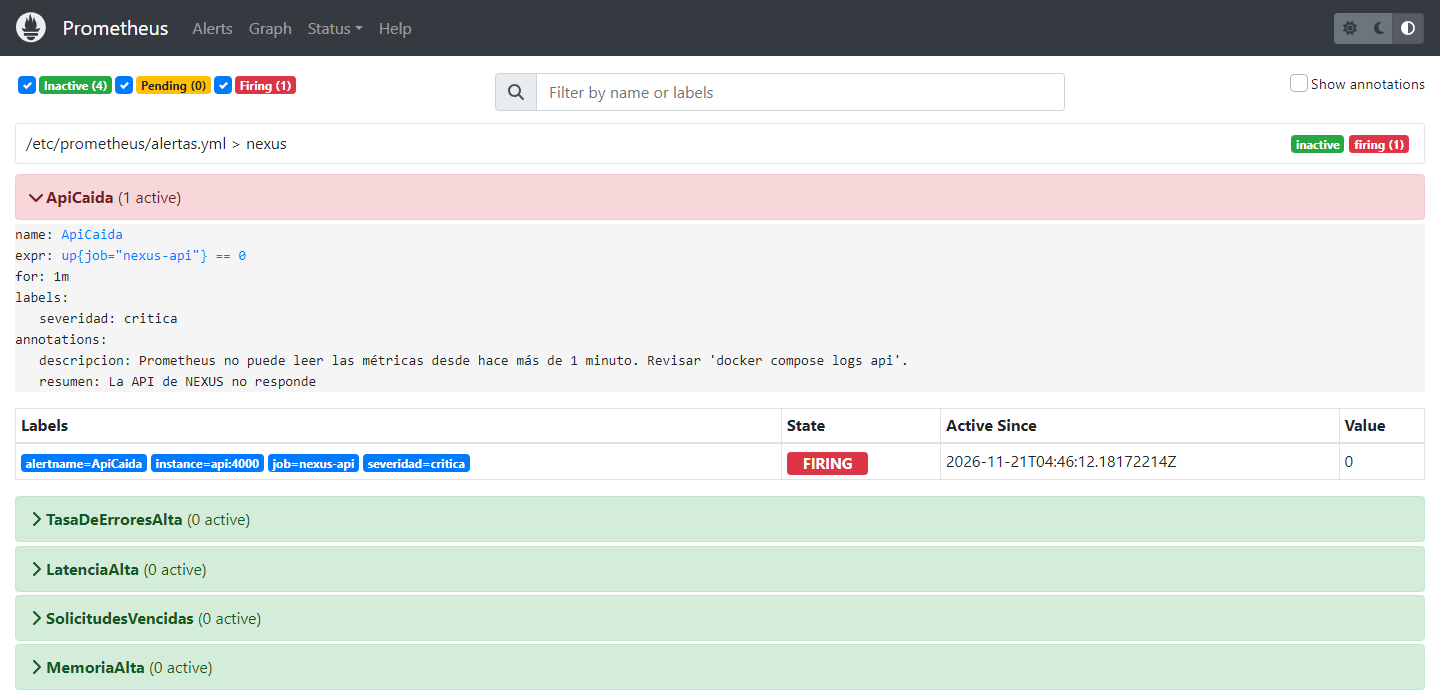 Prometheus Alerts Graph Status Help
Inactive (4) Pending (0) Firing (1) Filter by name or labels Show annotations
/etc/prometheus/alertas.yml > nexus inactive firing (1)
ApiCaida (1 active)
name: ApiCaida
expr: up{job="nexus-api"} == 0
for: 1m
labels:
severidad: critica
annotations:
descripcion: Prometheus no puede leer las métricas desde hace más de 1 minuto. Revisar 'docker compose logs api'.
resumen: La API de NEXUS no responde
Labels State Active Since Value
alertname=ApiCaida instance=api:4000 job=nexus-api severidad=critica FIRING 2026-11-21T04:46:12.18172214Z 0
TasaDeErroresAlta (0 active)
LatenciaAlta (0 active)
SolicitudesVencidas (0 active)
MemoriaAlta (0 active)